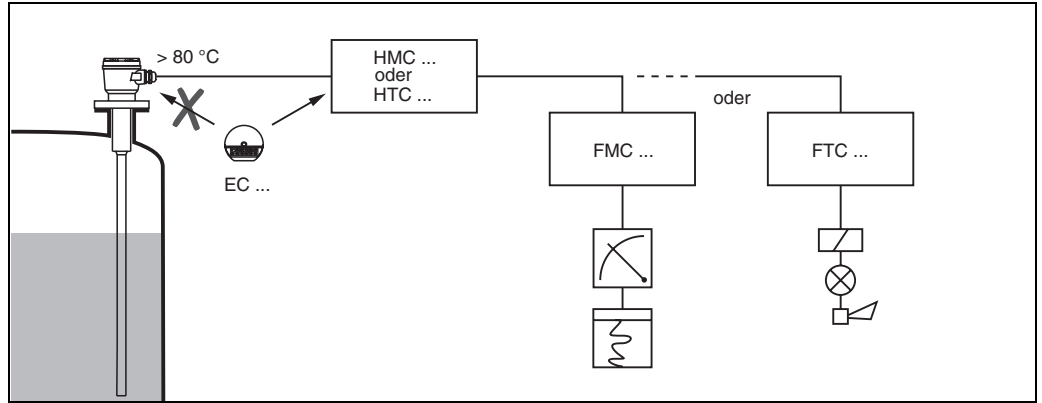 > 80 °C
HMC ...
oder
HTC ...
oder
EC ...
FMC ...
FTC ...